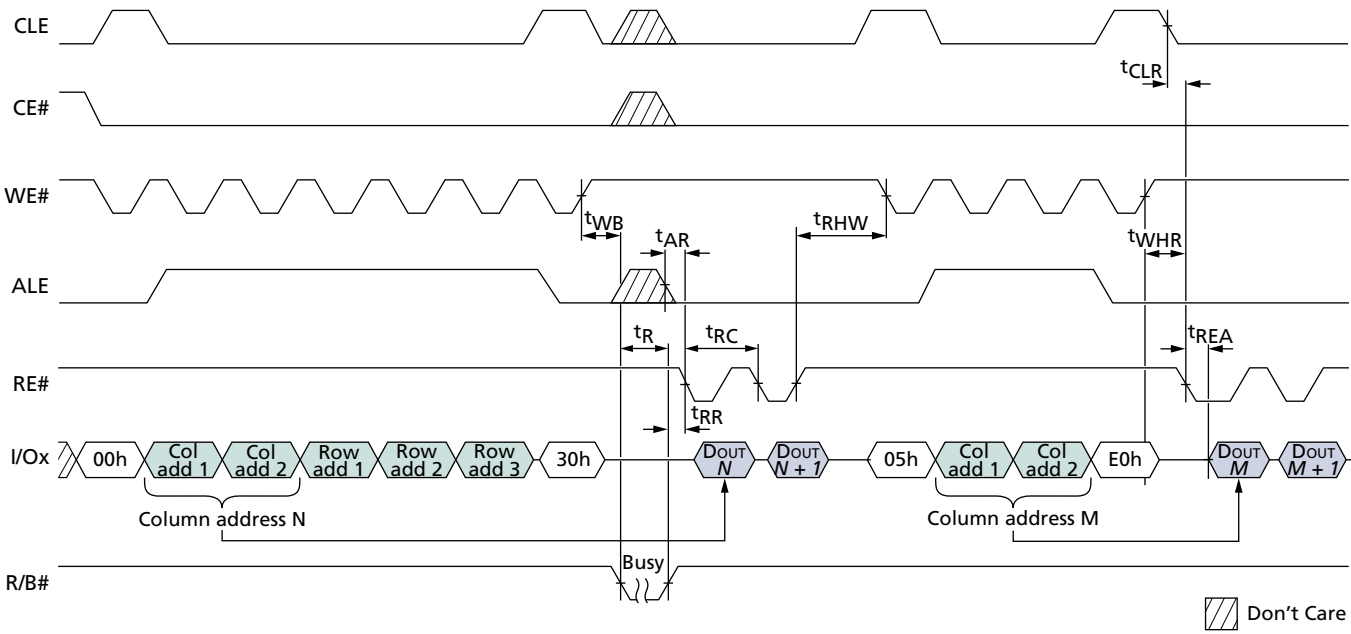 CLE
tCLR
CE#
WE#
tWB
tAR
tRHW
tWHR
ALE
tR
tRC
tREA
RE#
tRR
I/Ox
00h
Col
add 1
Col
add 2
Row
add 1
Row
add 2
Row
add 3
30h
DOUT
N
DOUT
N + 1
05h
Col
add 1
Col
add 2
E0h
DOUT
M
DOUT
M + 1
Column address N
Column address M
R/B#
Busy
Don't Care